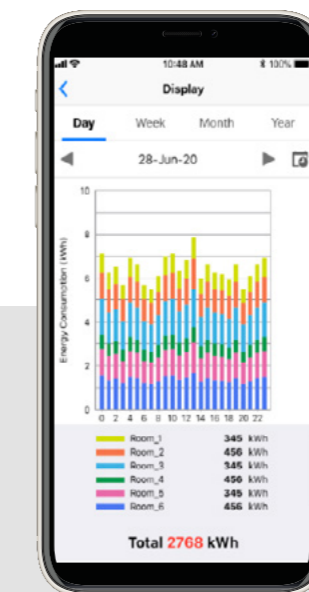 10:48 AM 100%
Display
Day Week Month Year
28-Jun-20
Energy Consumption (kWh)
10
8
6
4
2
0
0 2 4 6 8 10 12 14 16 18 20 22
Room_1 345 kWh
Room_2 456 kWh
Room_3 345 kWh
Room_4 456 kWh
Room_5 345 kWh
Room_6 456 kWh
Total 2768 kWh